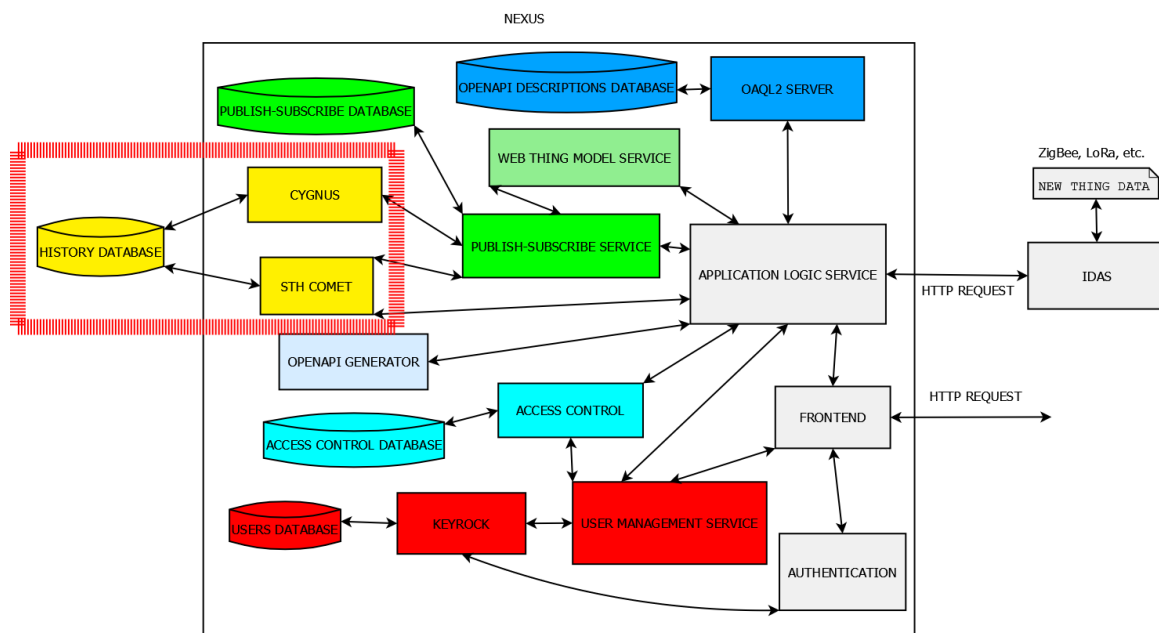 NEXUS
OPENAPI DESCRIPTIONS DATABASE
OAQL2 SERVER
PUBLISH-SUBSCRIBE DATABASE
WEB THING MODEL SERVICE
ZigBee, LoRa, etc.
NEW THING DATA
CYGNUS
HISTORY DATABASE
PUBLISH-SUBSCRIBE SERVICE
STH COMET
APPLICATION LOGIC SERVICE
HTTP REQUEST
IDAS
OPENAPI GENERATOR
ACCESS CONTROL
ACCESS CONTROL DATABASE
FRONTEND
HTTP REQUEST
USERS DATABASE
KEYROCK
USER MANAGEMENT SERVICE
AUTHENTICATION